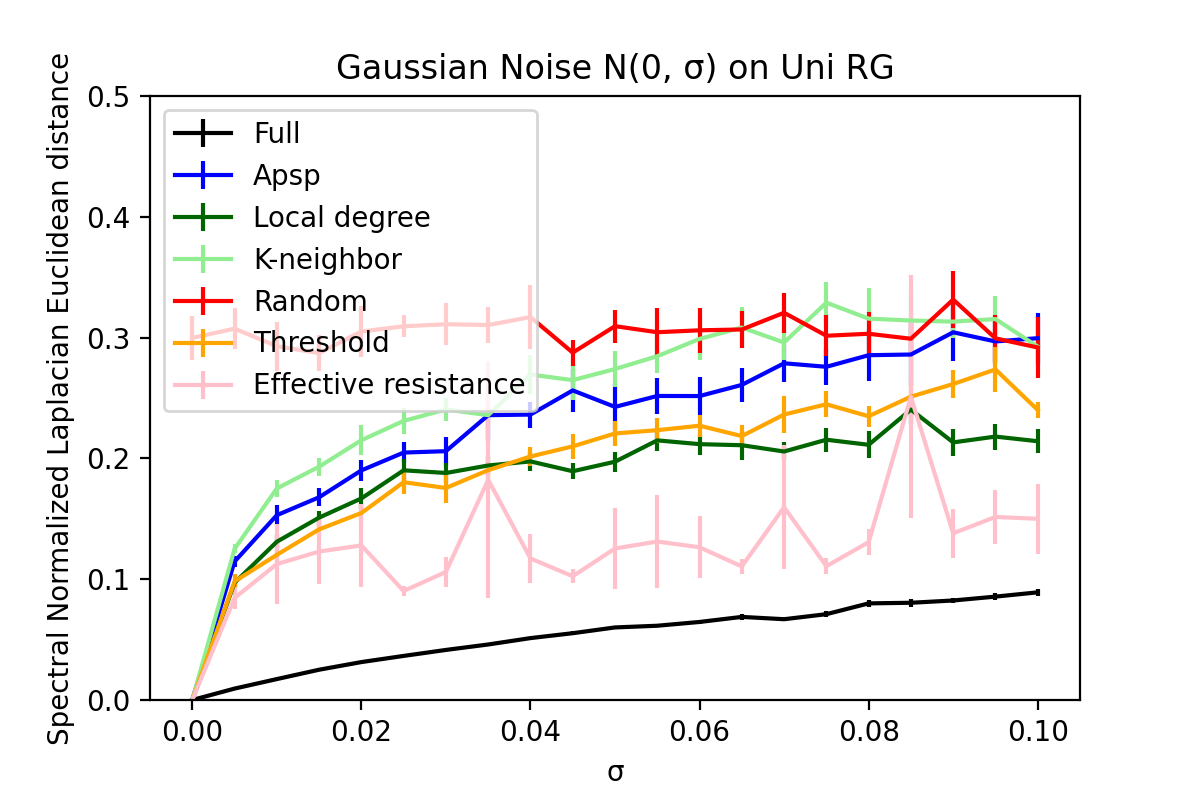 Gaussian Noise N(0, σ) on Uni RG
Spectral Normalized Laplacian Euclidean distance
0.5
0.4
0.3
0.2
0.1
0.0
Full
Apsp
Local degree
K-neighbor
Random
Threshold
Effective resistance
0.00 0.02 0.04 0.06 0.08 0.10
σ